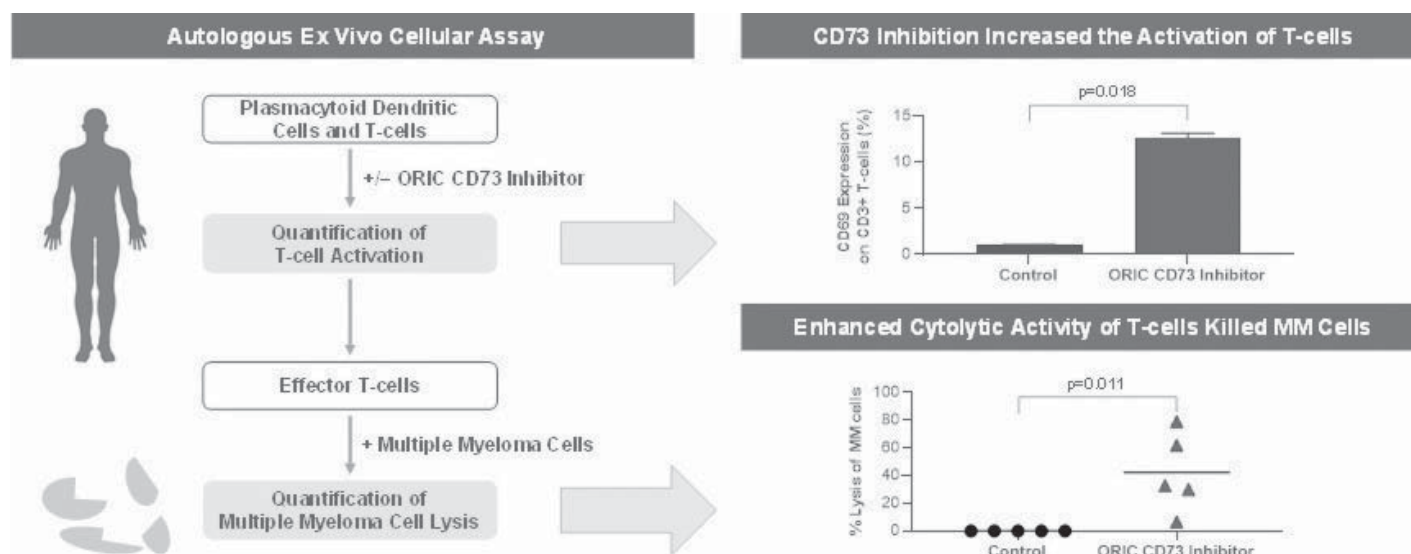 Autologous Ex Vivo Cellular Assay
Plasmacytoid Dendritic
Cells and T-cells
+/– ORIC CD73 Inhibitor
Quantification of
T-cell Activation
Effector T-cells
+ Multiple Myeloma Cells
Quantification of
Multiple Myeloma Cell Lysis
CD73 Inhibition Increased the Activation of T-cells
p=0.018
CD69 Expression
on CD3+ T-cells (%)
15
10
5
0
Control
ORIC CD73 Inhibitor
Enhanced Cytolytic Activity of T-cells Killed MM Cells
p=0.011
% Lysis of MM cells
100
80
60
40
20
0
Control
ORIC CD73 Inhibitor